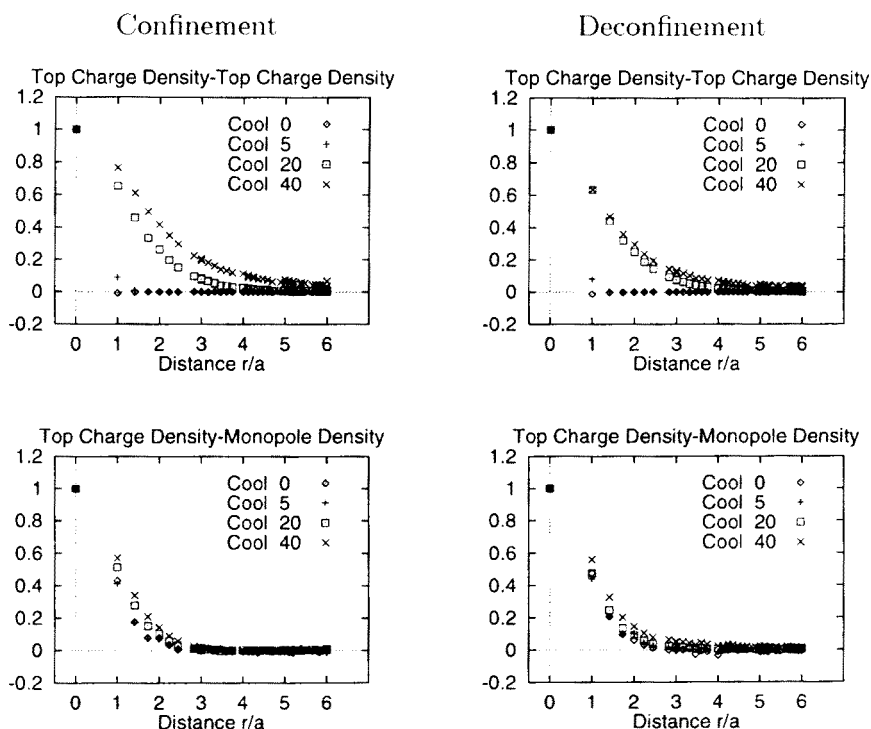 Confinement
Deconfinement
Top Charge Density-Top Charge Density
1.2
1
0.8
0.6
0.4
0.2
0
-0.2
Cool 0
Cool 5
Cool 20
Cool 40
0 1 2 3 4 5 6
Distance r/a
Top Charge Density-Top Charge Density
1.2
1
0.8
0.6
0.4
0.2
0
-0.2
Cool 0
Cool 5
Cool 20
Cool 40
0 1 2 3 4 5 6
Distance r/a
Top Charge Density-Monopole Density
1.2
1
0.8
0.6
0.4
0.2
0
-0.2
Cool 0
Cool 5
Cool 20
Cool 40
0 1 2 3 4 5 6
Distance r/a
Top Charge Density-Monopole Density
1.2
1
0.8
0.6
0.4
0.2
0
-0.2
Cool 0
Cool 5
Cool 20
Cool 40
0 1 2 3 4 5 6
Distance r/a